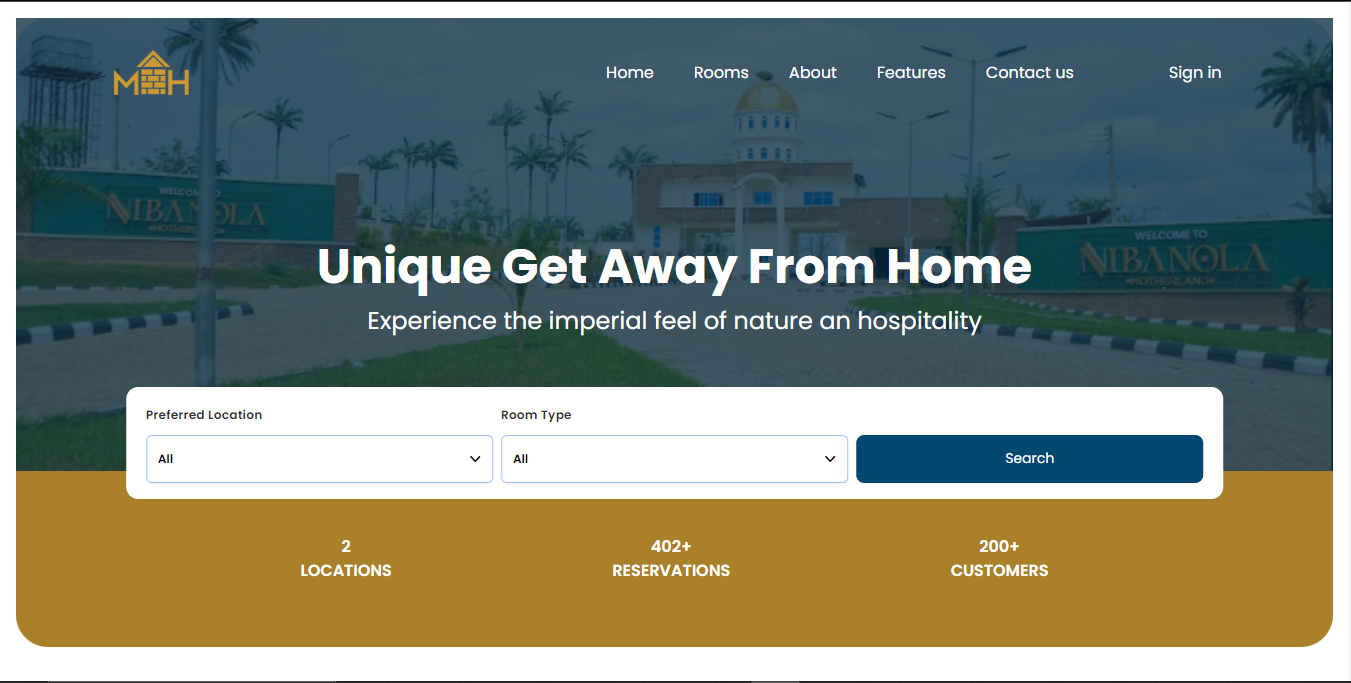 M H
Home Rooms About Features Contact us Sign in
WELCOME TO
NIBANOLA
#MOTHERLAND#
WELCOME TO
NIBANOLA
#MOTHERLAND#
Unique Get Away From Home
Experience the imperial feel of nature an hospitality
Preferred Location Room Type
All All Search
2 402+ 200+
LOCATIONS RESERVATIONS CUSTOMERS